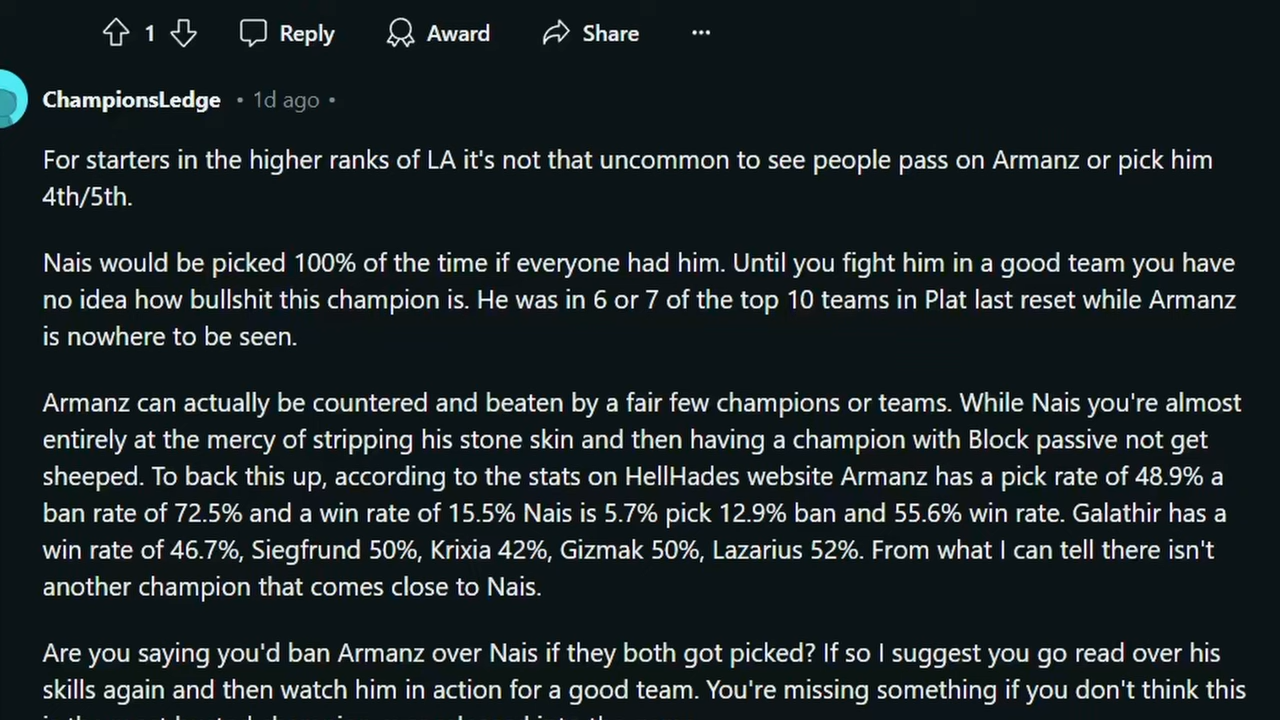 1 Reply Award Share ...
ChampionsLedge • 1d ago •
For starters in the higher ranks of LA it's not that uncommon to see people pass on Armanz or pick him
4th/5th.
Nais would be picked 100% of the time if everyone had him. Until you fight him in a good team you have
no idea how bullshit this champion is. He was in 6 or 7 of the top 10 teams in Plat last reset while Armanz
is nowhere to be seen.
Armanz can actually be countered and beaten by a fair few champions or teams. While Nais you're almost
entirely at the mercy of stripping his stone skin and then having a champion with Block passive not get
sheeped. To back this up, according to the stats on HellHades website Armanz has a pick rate of 48.9% a
ban rate of 72.5% and a win rate of 15.5% Nais is 5.7% pick 12.9% ban and 55.6% win rate. Galathir has a
win rate of 46.7%, Siegfrund 50%, Krixia 42%, Gizmak 50%, Lazarius 52%. From what I can tell there isn't
another champion that comes close to Nais.
Are you saying you'd ban Armanz over Nais if they both got picked? If so I suggest you go read over his
skills again and then watch him in action for a good team. You're missing something if you don't think this